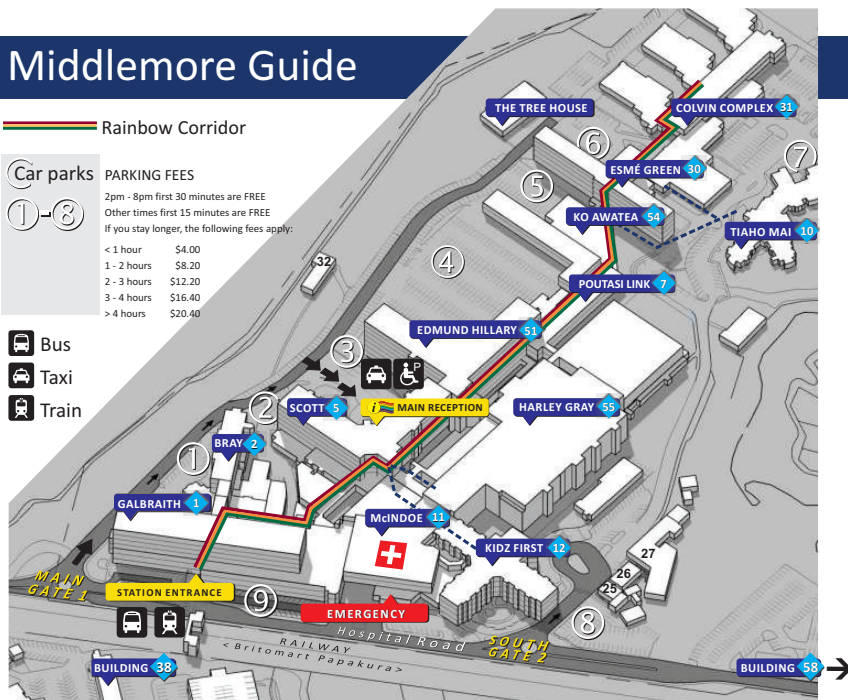 Middlemore Guide
Rainbow Corridor
Car parks
1-8
PARKING FEES
2pm - 8pm first 30 minutes are FREE
Other times first 15 minutes are FREE
If you stay longer, the following fees apply:
< 1 hour $4.00
1 - 2 hours $8.20
2 - 3 hours $12.20
3 - 4 hours $16.40
> 4 hours $20.40
Bus
Taxi
Train
THE TREE HOUSE
COLVIN COMPLEX 31
6
7
ESMÉ GREEN 30
5
KO AWATEA 54
TIAHO MAI 10
4
32
POUTASI LINK 7
EDMUND HILLARY 51
3
P
SCOTT 5
i MAIN RECEPTION
HARLEY GRAY 55
2
BRAY 2
1
GALBRAITH 1
McINDOE 11
KIDZ FIRST 12
27
26
25
MAIN
GATE 1
STATION ENTRANCE
9
EMERGENCY
8
Hospital Road
SOUTH
GATE 2
RAILWAY
< Britomart Papakura >
BUILDING 38
BUILDING 58